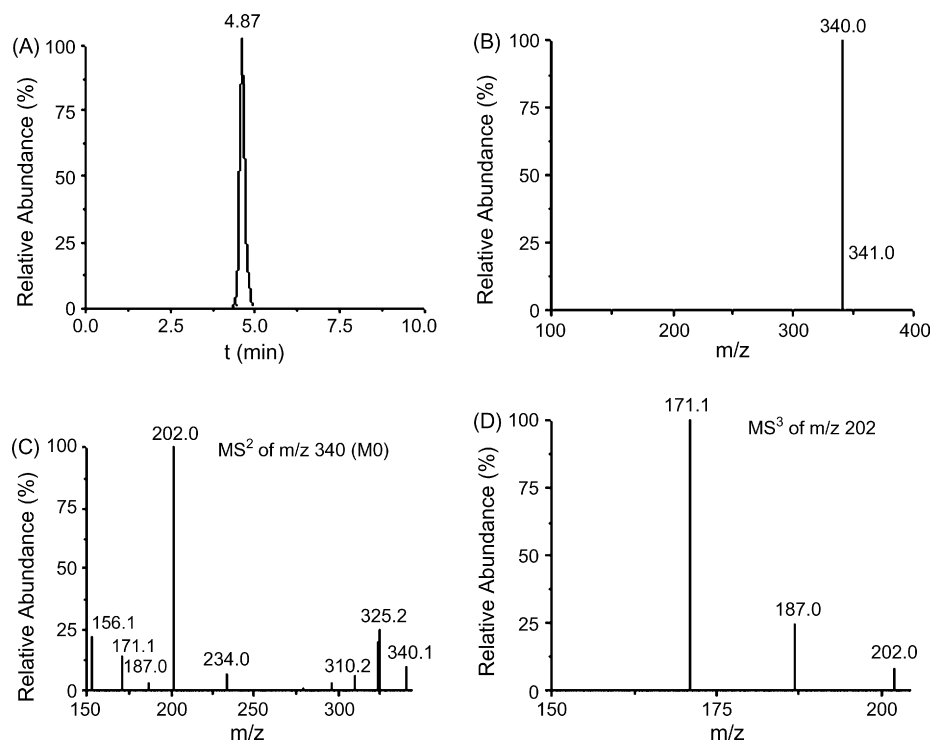 4.87
(A)
Relative Abundance (%)
100
75
50
25
0
0.0 2.5 5.0 7.5 10.0
t (min)
340.0
(B)
Relative Abundance (%)
100
75
50
25
0
341.0
100 200 300 400
m/z
(C)
Relative Abundance (%)
100
75
50
25
0
202.0
MS² of m/z 340 (M0)
156.1
171.1
187.0
234.0
310.2
325.2
340.1
150 200 250 300
m/z
(D)
Relative Abundance (%)
100
75
50
25
0
171.1
MS³ of m/z 202
187.0
202.0
150 175 200
m/z